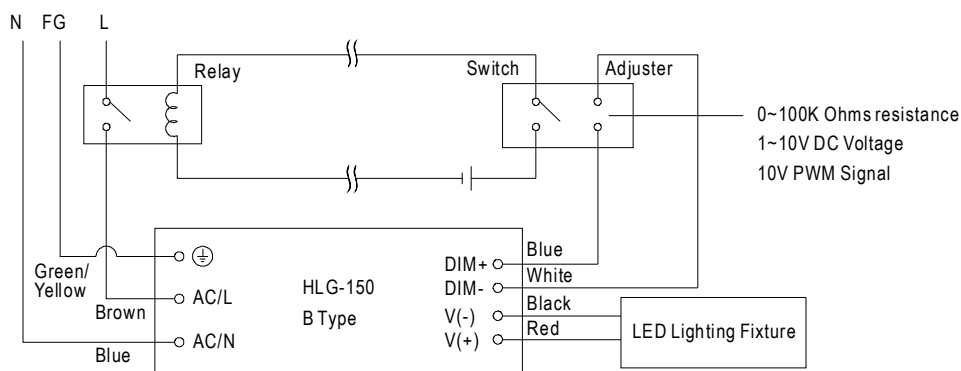 N FG L
Relay
Switch
Adjuster
0~100K Ohms resistance
1~10V DC Voltage
10V PWM Signal
Green/
Yellow
Brown
Blue
AC/L
AC/N
HLG-150
B Type
DIM+
DIM-
V(-)
V(+)
Blue
White
Black
Red
LED Lighting Fixture